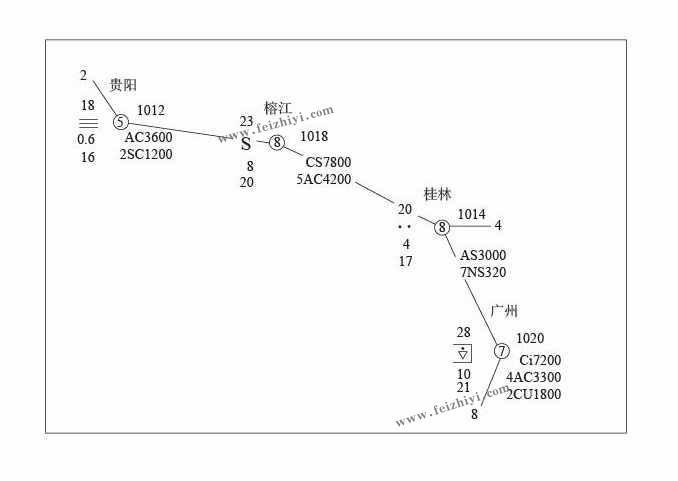 2
贵阳
18
1012
5
0.6
AC3600
2SC1200
16
榕江
23
1018
S
8
CS7800
5AC4200
8
20
桂林
20
1014
8
4
4
17
AS3000
7NS320
广州
28
1020
7
Ci7200
4AC3300
2CU1800
10
21
8
www.feizhiyi.com
www.feizhiyi.com